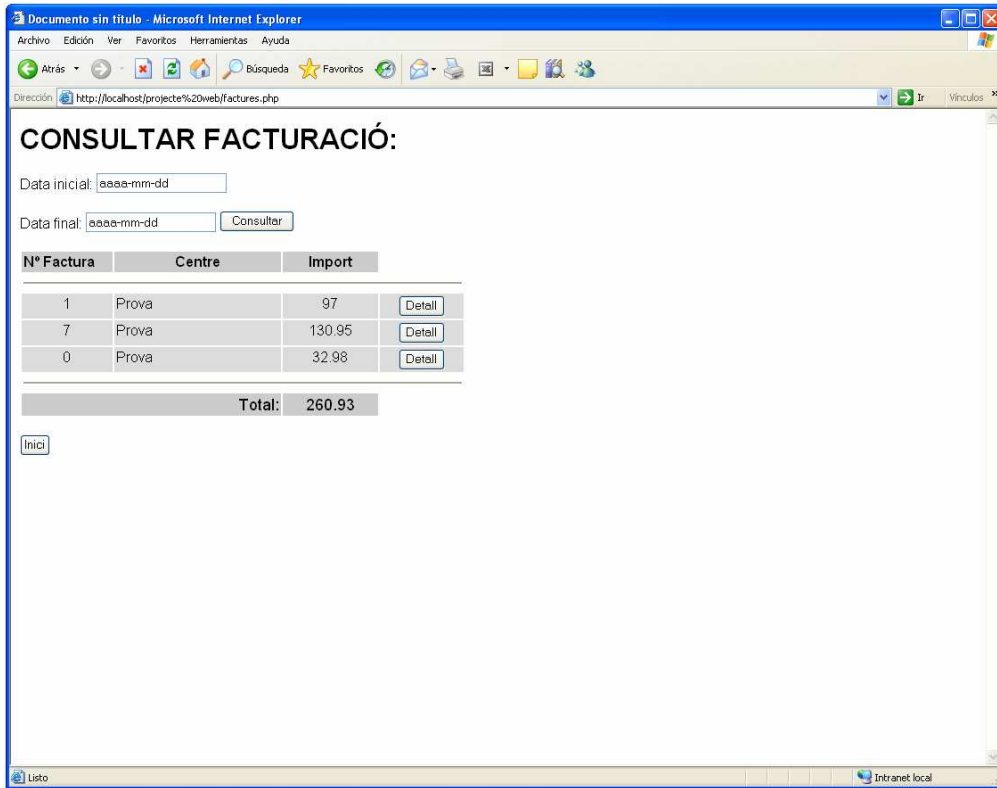 Documento sin título - Microsoft Internet Explorer
Archivo Edición Ver Favoritos Herramientas Ayuda
Atrás Búsqueda Favoritos
Dirección http://localhost/projecte%20web/factures.php Ir Vínculos »
CONSULTAR FACTURACIÓ:
Data inicial: aaaa-mm-dd
Data final: aaaa-mm-dd Consultar
Nº Factura Centre Import
1 Prova 97 Detall
7 Prova 130.95 Detall
0 Prova 32.98 Detall
Total: 260.93
Inici
Listo Intranet local